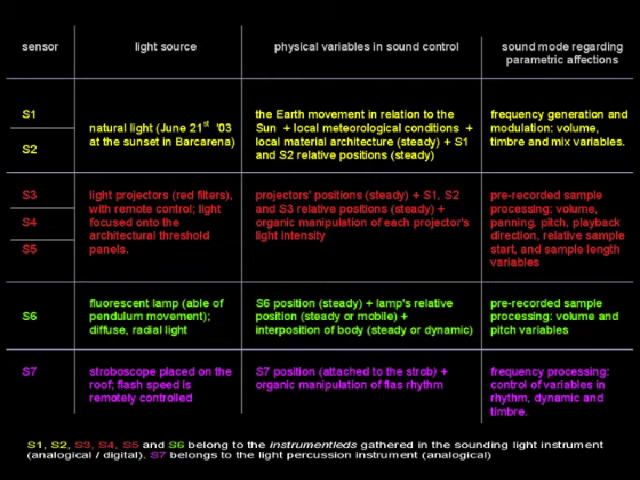 sensor
light source
physical variables in sound control
sound mode regarding
parametric affections
S1
S2
natural light (June 21st '03
at the sunset in Barcarena)
the Earth movement in relation to the
Sun + local meteorological conditions +
local material architecture (steady) + S1
and S2 relative positions (steady)
frequency generation and
modulation: volume,
timbre and mix variables.
S3
S4
S5
light projectors (red filters),
with remote control; light
focused onto the
architectural threshold
panels.
projectors' positions (steady) + S1, S2
and S3 relative positions (steady) +
organic manipulation of each projector's
light intensity
pre-recorded sample
processing: volume,
panning, pitch, playback
direction, relative sample
start, and sample length
variables
S6
fluorescent lamp (able of
pendulum movement);
diffuse, radial light
S6 position (steady) + lamp's relative
position (steady or mobile) +
interposition of body (steady or dynamic)
pre-recorded sample
processing: volume and
pitch variables
S7
stroboscope placed on the
roof; flash speed is
remotely controlled
S7 position (attached to the strob) +
organic manipulation of flas rhythm
frequency processing:
control of variables in
rhythm, dynamic and
timbre.
S1, S2, S3, S4, S5 and S6 belong to the instrumentleds gathered in the sounding light instrument
(analogical / digital). S7 belongs to the light percussion instrument (analogical)